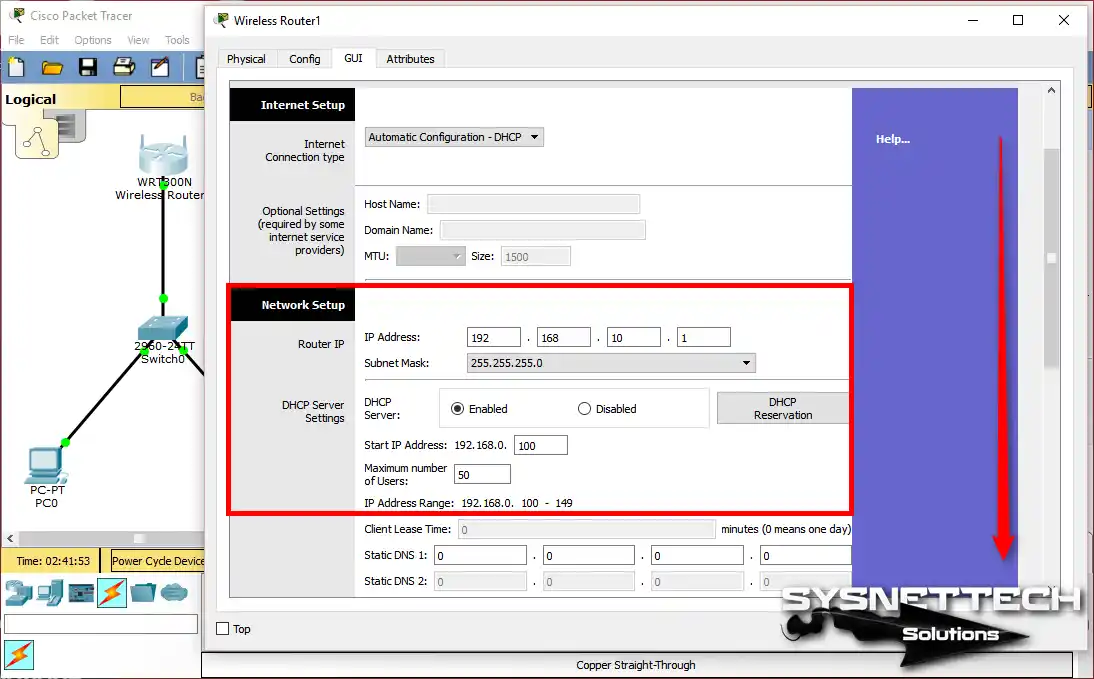 Cisco Packet Tracer
File Edit Options View Tools
Logical
Ba
WRT300N
Wireless Router
2960-24TT
Switch0
PC-PT
PC0
Time: 02:41:53 Power Cycle Device
Wireless Router1
Physical Config GUI Attributes
Internet Setup
Internet
Connection type
Automatic Configuration - DHCP
Optional Settings
(required by some
internet service
providers)
Host Name:
Domain Name:
MTU: Size: 1500
Network Setup
Router IP
IP Address: 192 . 168 . 10 . 1
Subnet Mask: 255.255.255.0
DHCP Server
Settings
DHCP
Server:
Enabled Disabled
DHCP
Reservation
Start IP Address: 192.168.0. 100
Maximum number
of Users: 50
IP Address Range: 192.168.0. 100 - 149
Client Lease Time: 0 minutes (0 means one day)
Static DNS 1: 0 . 0 . 0 . 0
Static DNS 2: 0 . 0 . 0 . 0
Help...
Top
SYSNETTECH
Solutions
Copper Straight-Through